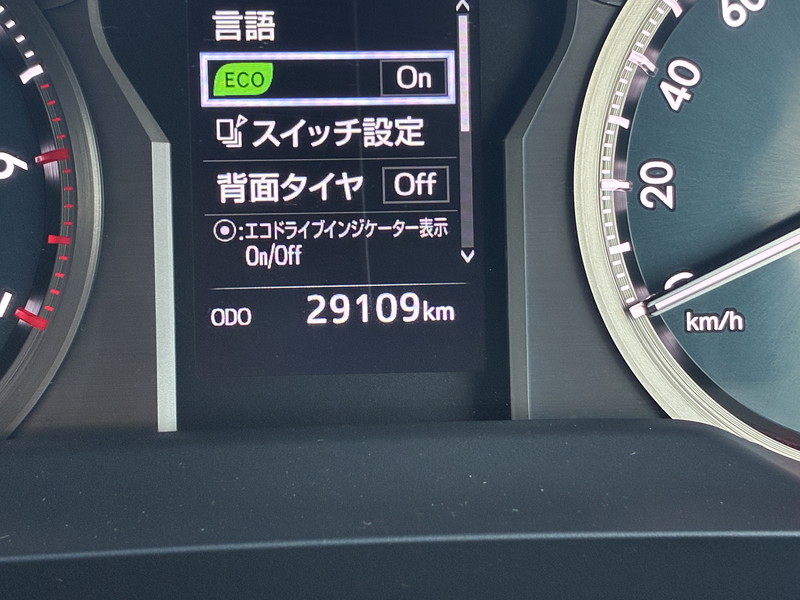 言語
ECO On
スイッチ設定
背面タイヤ Off
⦿:エコドライブインジケーター表示
On/Off
ODO 29109km
60
40
20
0
km/h